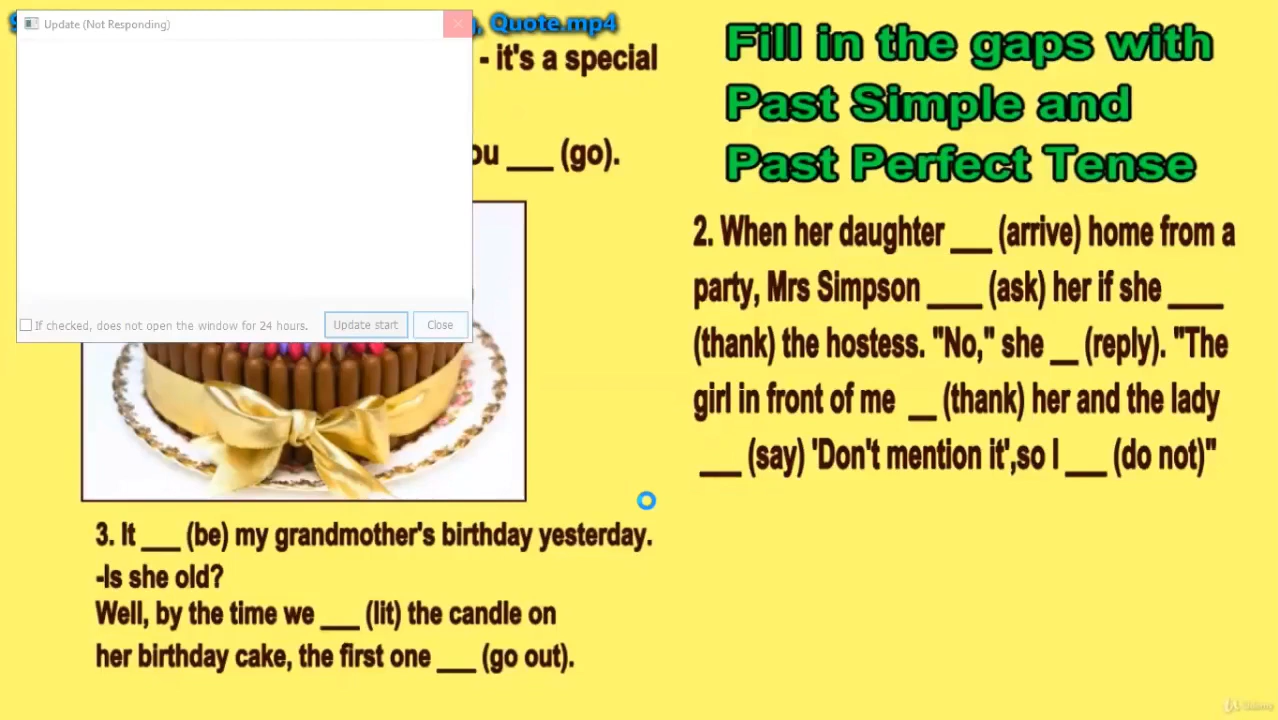 Update (Not Responding)
, Quote.mp4
- it's a special
ou ___ (go).
If checked, does not open the window for 24 hours.
Update start
Close
Fill in the gaps with
Past Simple and
Past Perfect Tense
2. When her daughter ___ (arrive) home from a
party, Mrs Simpson ____ (ask) her if she ____
(thank) the hostess. "No," she __ (reply). "The
girl in front of me __ (thank) her and the lady
___ (say) 'Don't mention it',so I ___ (do not)"
3. It ___ (be) my grandmother's birthday yesterday.
-Is she old?
Well, by the time we ___ (lit) the candle on
her birthday cake, the first one ___ (go out).
Udemy